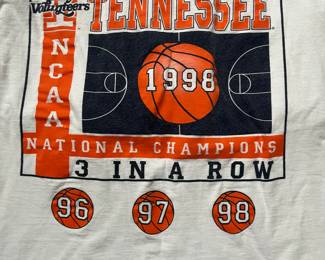 Volunteers
TENNESSEE
NCAA
1998
NATIONAL CHAMPIONS
3 IN A ROW
96 97 98